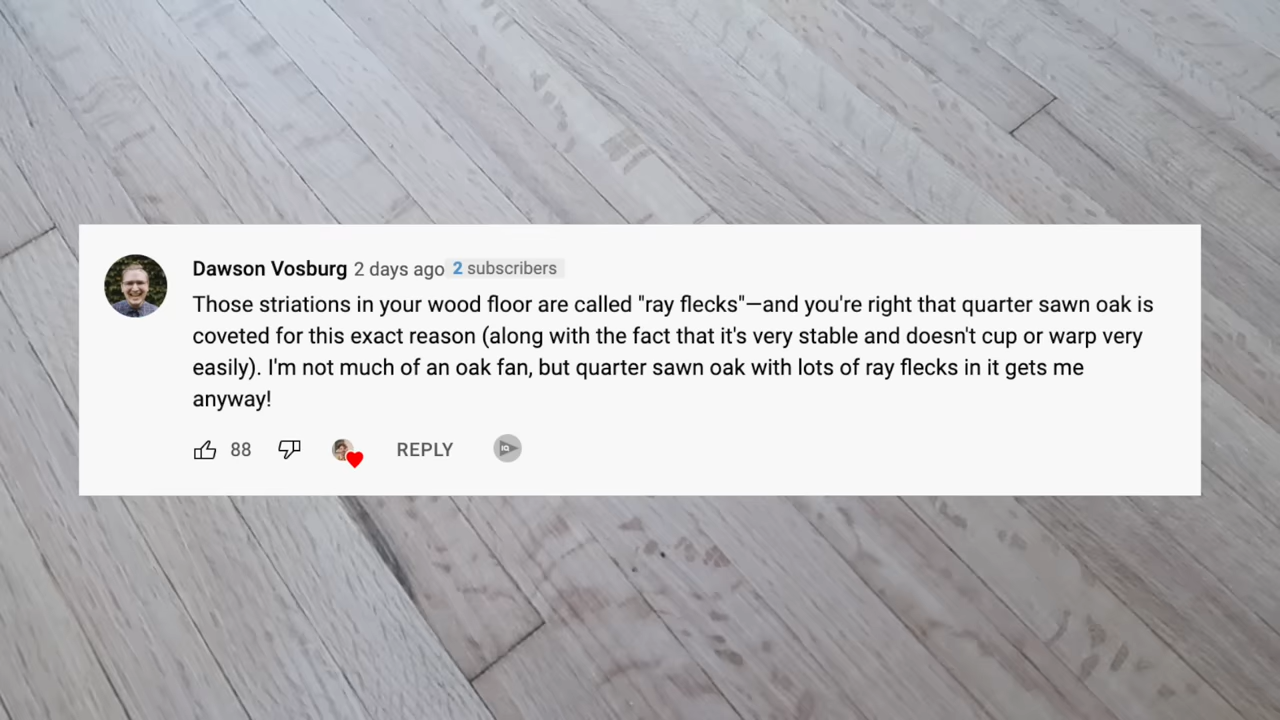 Dawson Vosburg 2 days ago 2 subscribers
Those striations in your wood floor are called "ray flecks"—and you're right that quarter sawn oak is
coveted for this exact reason (along with the fact that it's very stable and doesn't cup or warp very
easily). I'm not much of an oak fan, but quarter sawn oak with lots of ray flecks in it gets me
anyway!
88 REPLY IQ